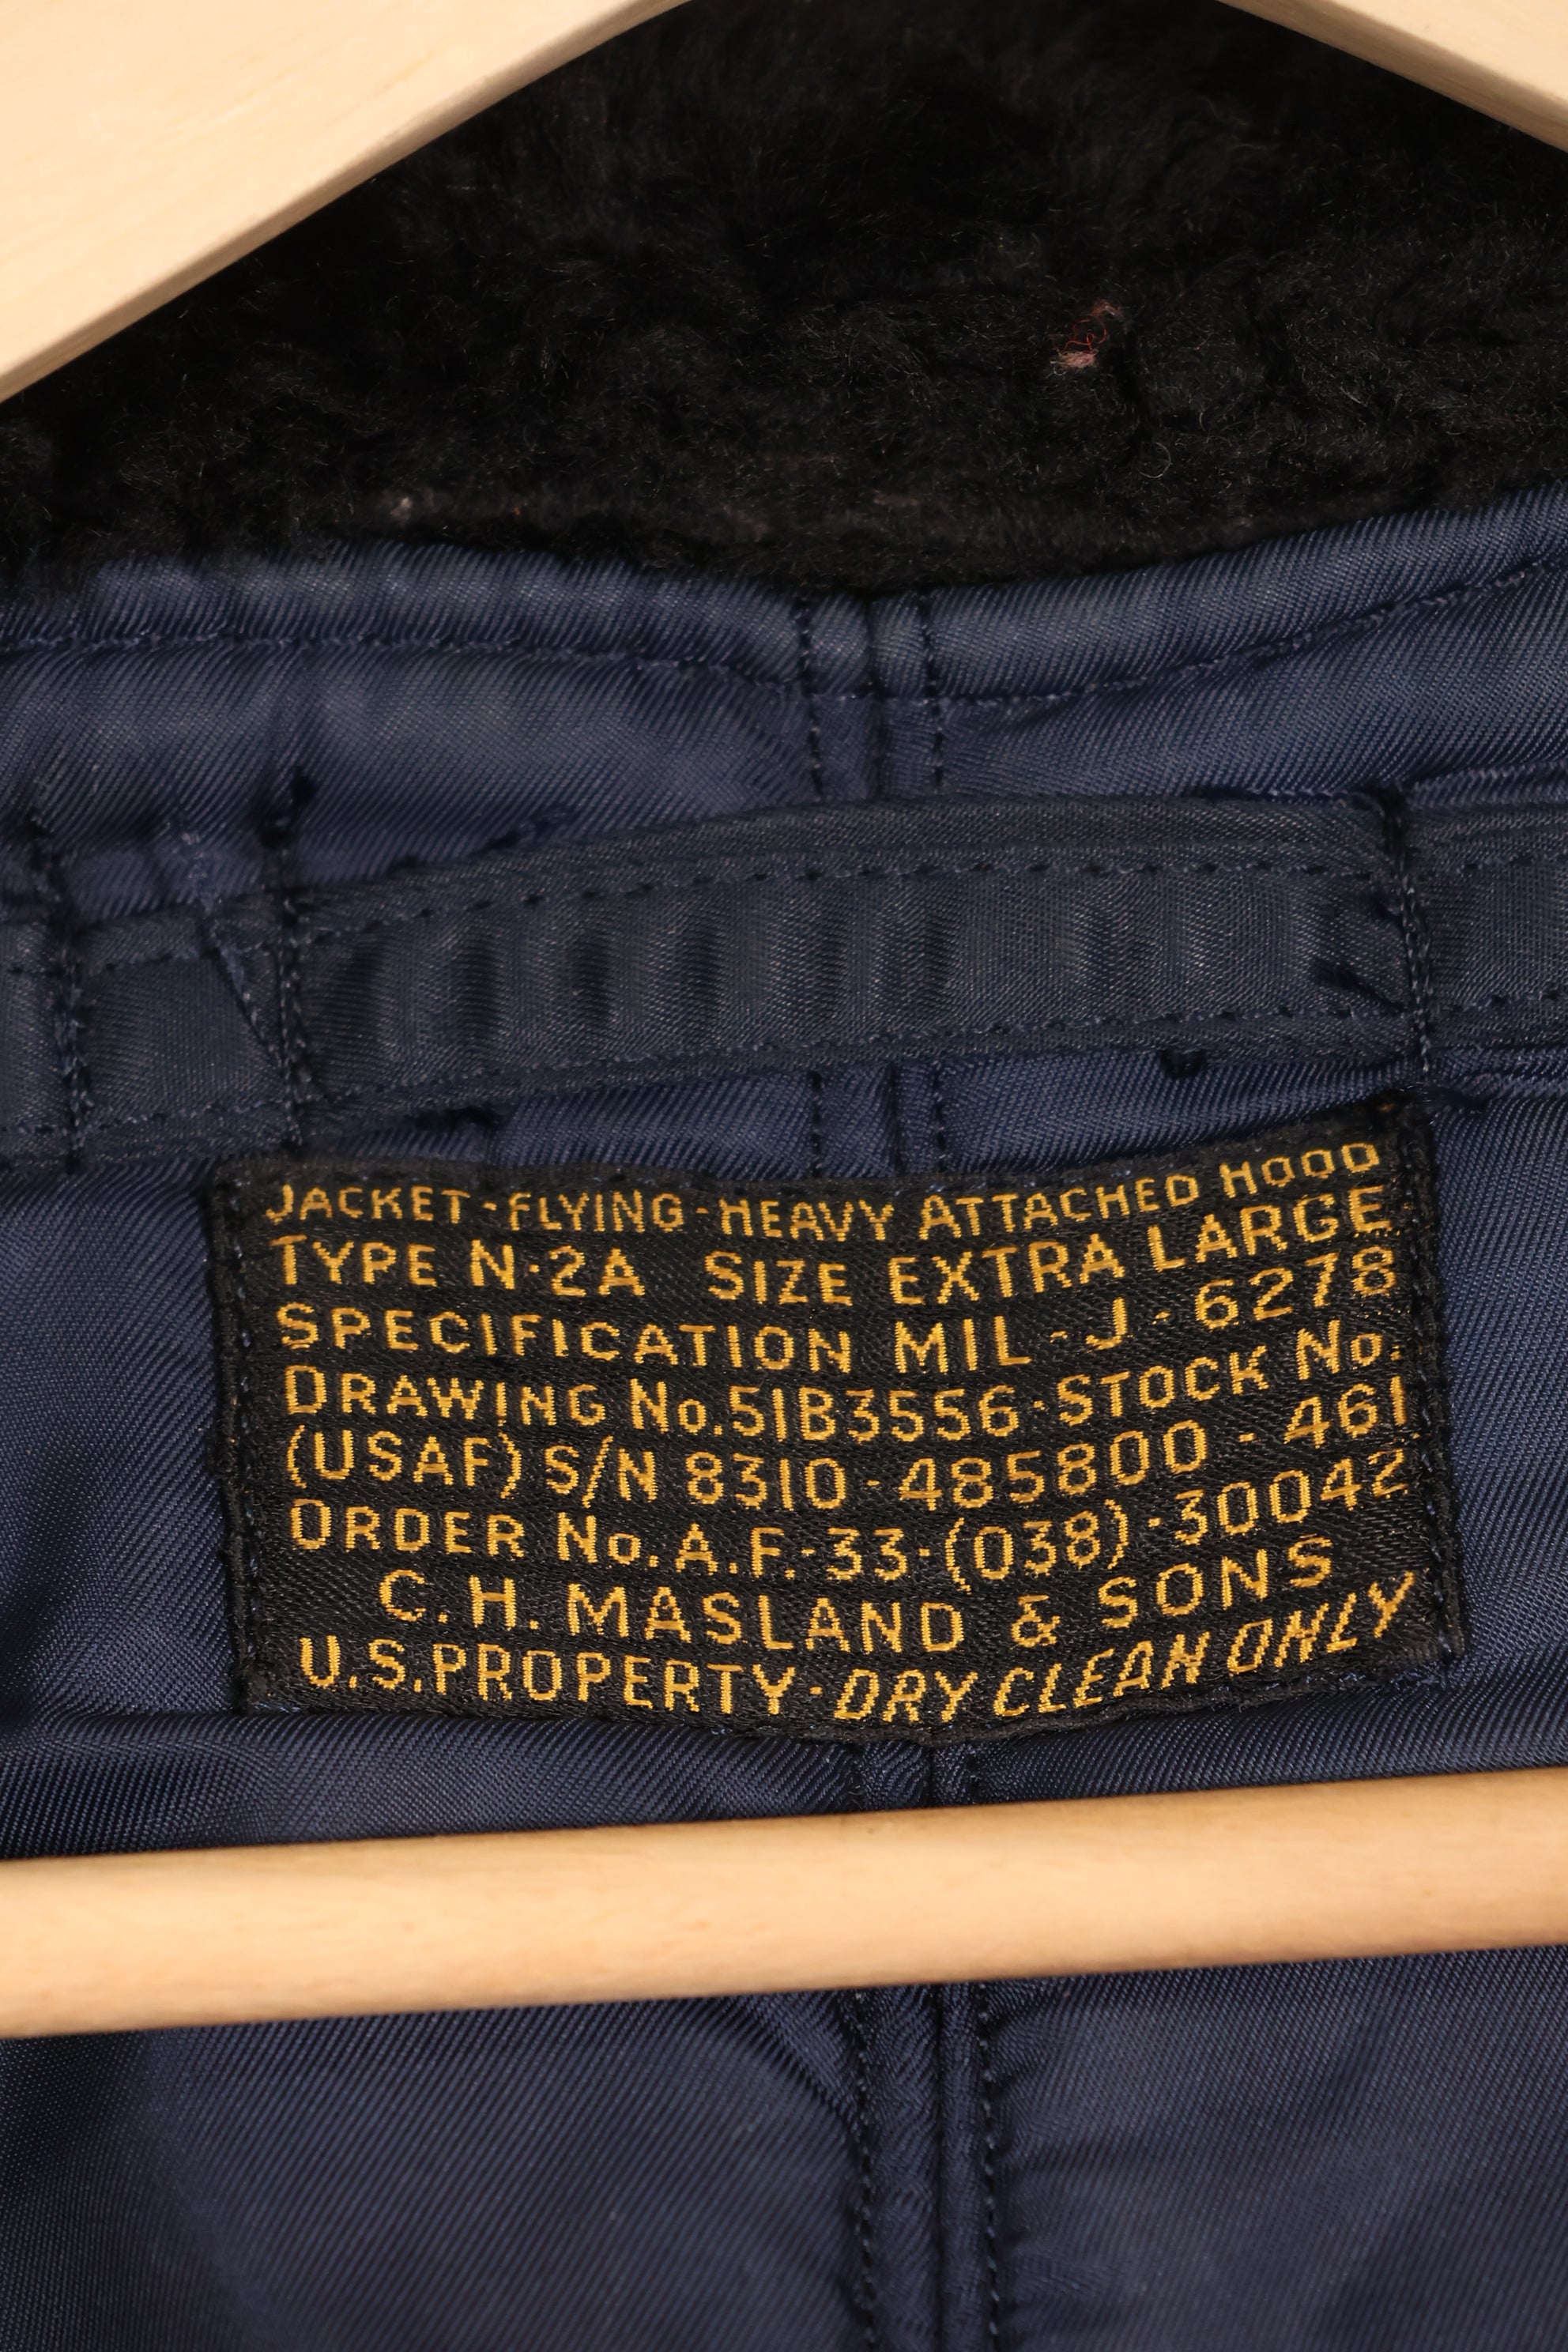 JACKET-FLYING-HEAVY ATTACHED HOOD
TYPE N-2A SIZE EXTRA LARGE
SPECIFICATION MIL-J-6278
DRAWING No.51B3556-STOCK No.
(USAF) S/N 8310-485800-461
ORDER No. A.F.-33-(038)-30042
C. H. MASLAND & SONS
U.S. PROPERTY-DRY CLEAN ONLY